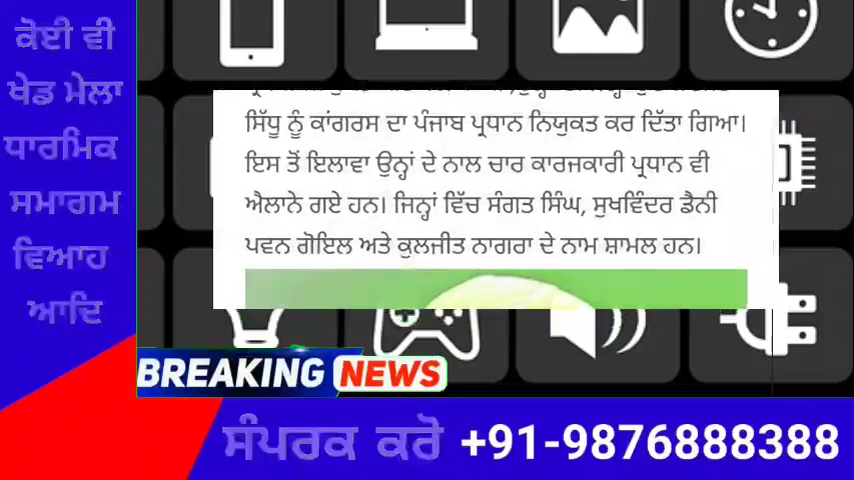 ਕੋਈ ਵੀ
ਖੇਡ ਮੇਲਾ
ਧਾਰਮਿਕ
ਸਮਾਗਮ
ਵਿਆਹ
ਆਦਿ
ਸਿੱਧੂ ਨੂੰ ਕਾਂਗਰਸ ਦਾ ਪੰਜਾਬ ਪ੍ਰਧਾਨ ਨਿਯੁਕਤ ਕਰ ਦਿੱਤਾ ਗਿਆ।
ਇਸ ਤੋਂ ਇਲਾਵਾ ਉਨ੍ਹਾਂ ਦੇ ਨਾਲ ਚਾਰ ਕਾਰਜਕਾਰੀ ਪ੍ਰਧਾਨ ਵੀ
ਐਲਾਨੇ ਗਏ ਹਨ। ਜਿਨ੍ਹਾਂ ਵਿੱਚ ਸੰਗਤ ਸਿੰਘ, ਸੁਖਵਿੰਦਰ ਡੈਨੀ
ਪਵਨ ਗੋਇਲ ਅਤੇ ਕੁਲਜੀਤ ਨਾਗਰਾ ਦੇ ਨਾਮ ਸ਼ਾਮਲ ਹਨ।
BREAKING NEWS
ਸੰਪਰਕ ਕਰੋ +91-9876888388